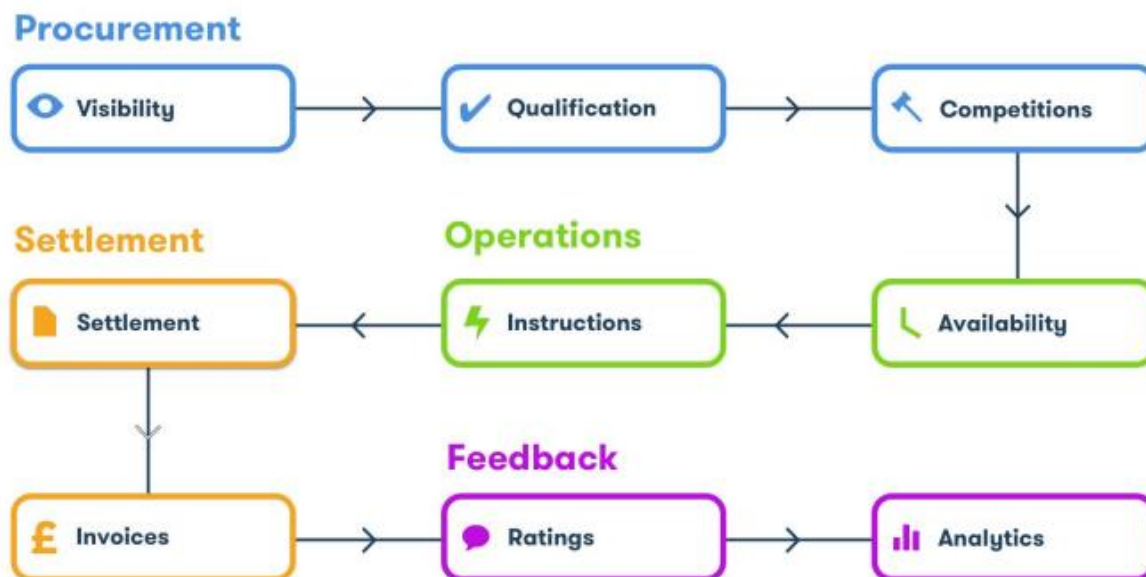 Procurement
Visibility
Qualification
Competitions
Settlement
Operations
Settlement
Instructions
Availability
Feedback
£ Invoices
Ratings
Analytics